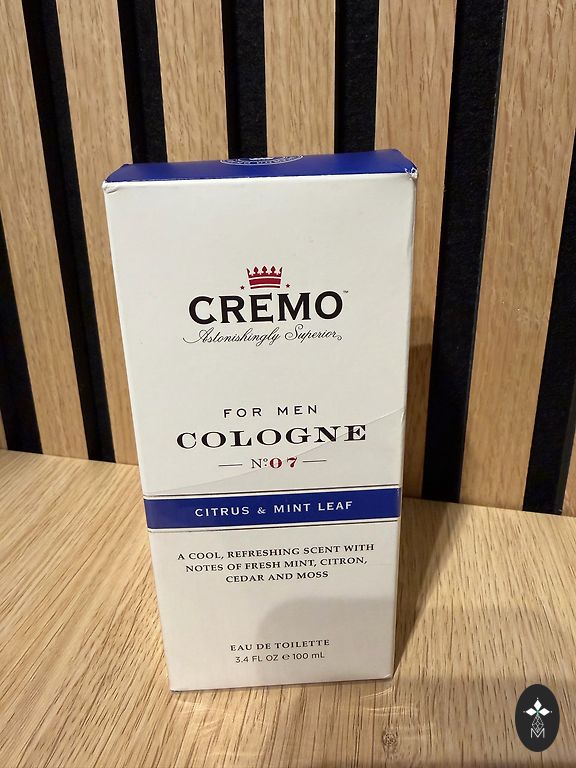 CREMO™
Astonishingly Superior®
FOR MEN
COLOGNE
— Nº07 —
CITRUS & MINT LEAF
A COOL, REFRESHING SCENT WITH
NOTES OF FRESH MINT, CITRON,
CEDAR AND MOSS
EAU DE TOILETTE
3.4 FL OZ ℮ 100 mL
M